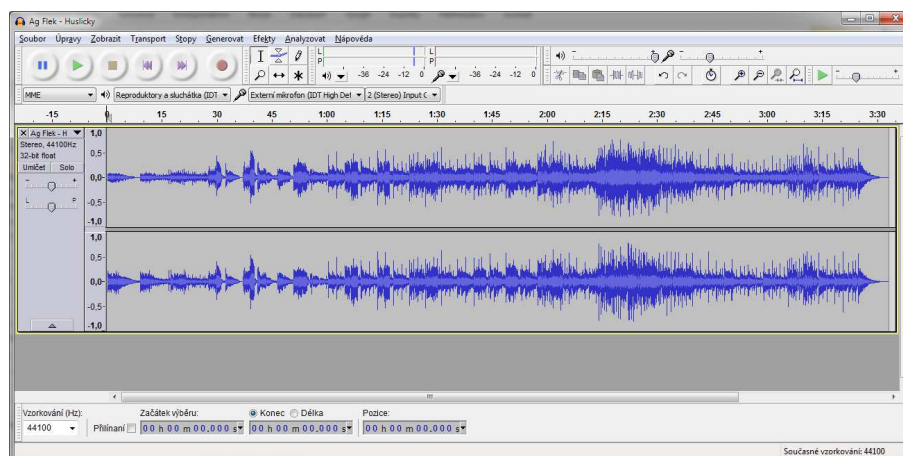 Ag Flek - Huslicky
Soubor Úpravy Zobrazit Transport Stopy Generovat Efekty Analyzovat Nápovéda
L
P
-36 -24 -12 0
L
P
-36 -24 -12 0
MME Reproduktory a sluchátka (IDT Externí mikrofon (IDT High Def 2 (Stereo) Input C
-15 0 15 30 45 1:00 1:15 1:30 1:45 2:00 2:15 2:30 2:45 3:00 3:15 3:30
X Ag Flek - H
Stereo, 44100Hz
32-bit float
Umlčet Solo
- +
L P
1,0
0,5-
0,0-
-0,5-
-1,0
1,0
0,5-
0,0-
-0,5-
-1,0
Vzorkování (Hz): Začátek výběru: Konec Délka Pozice:
44100 Přilínaní 00 h 00 m 00.000 s 00 h 00 m 00.000 s 00 h 00 m 00.000 s
Současné vzorkování: 44100